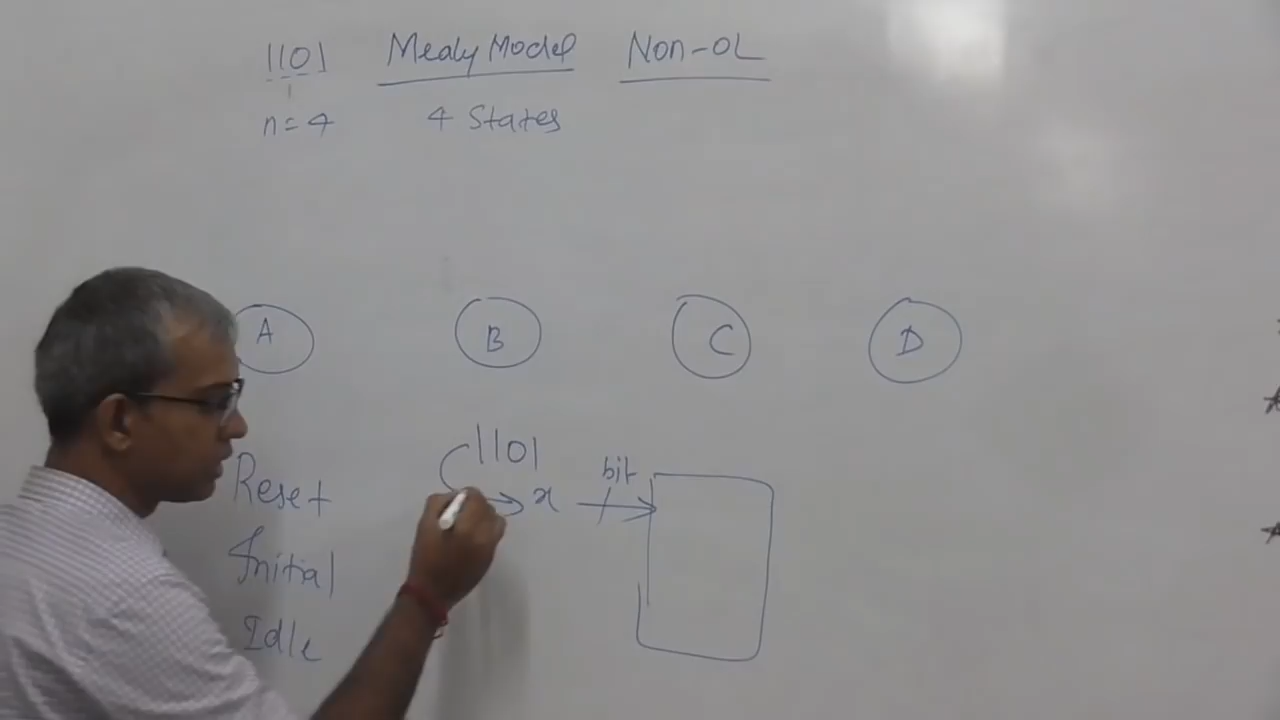 1101 Mealy Model Non-OL
n=4 4 States
A B C D
1101
Reset x bit
Initial
Idle